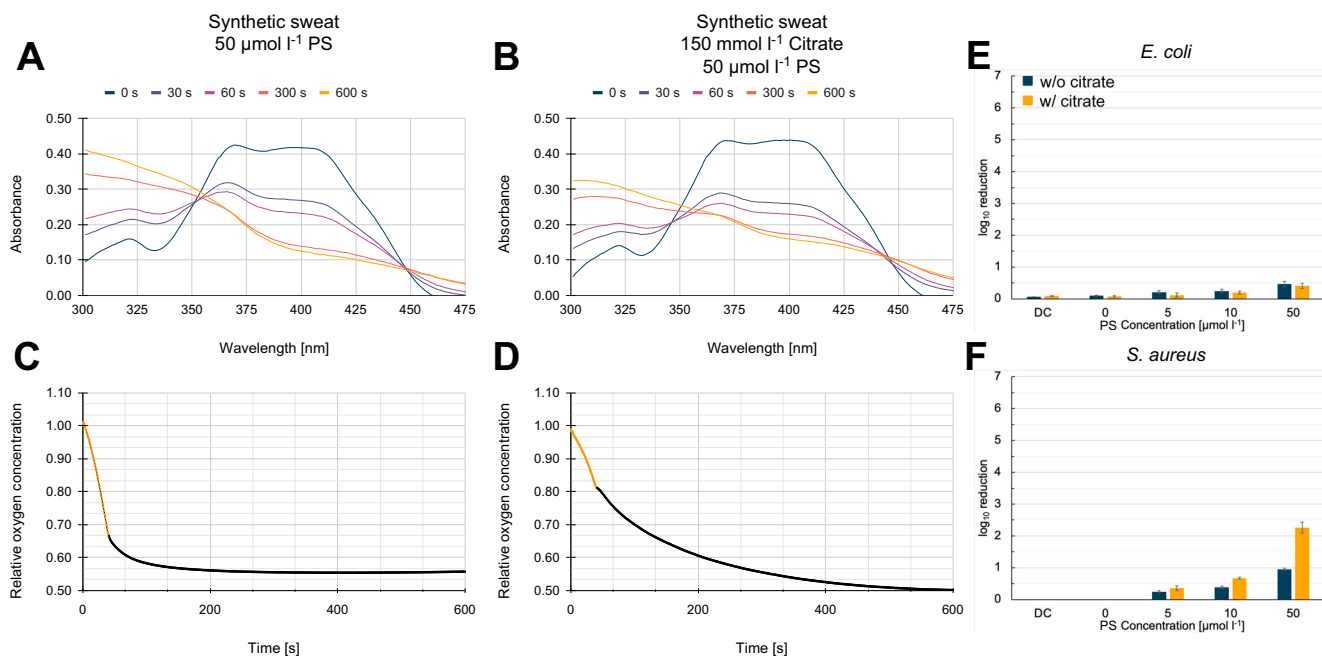 A
Synthetic sweat
50 µmol l⁻¹ PS
0 s 30 s 60 s 300 s 600 s
0.50
0.40
0.30
0.20
0.10
0.00
Absorbance
300 325 350 375 400 425 450 475
Wavelength [nm]
B
Synthetic sweat
150 mmol l⁻¹ Citrate
50 µmol l⁻¹ PS
0 s 30 s 60 s 300 s 600 s
0.50
0.40
0.30
0.20
0.10
0.00
Absorbance
300 325 350 375 400 425 450 475
Wavelength [nm]
E
E. coli
w/o citrate
w/ citrate
7
6
5
4
3
2
1
0
log₁₀ reduction
DC 0 5 10 50
PS Concentration [µmol l⁻¹]
C
1.10
1.00
0.90
0.80
0.70
0.60
0.50
Relative oxygen concentration
0 200 400 600
Time [s]
D
1.10
1.00
0.90
0.80
0.70
0.60
0.50
Relative oxygen concentration
0 200 400 600
Time [s]
F
S. aureus
7
6
5
4
3
2
1
0
log₁₀ reduction
DC 0 5 10 50
PS Concentration [µmol l⁻¹]